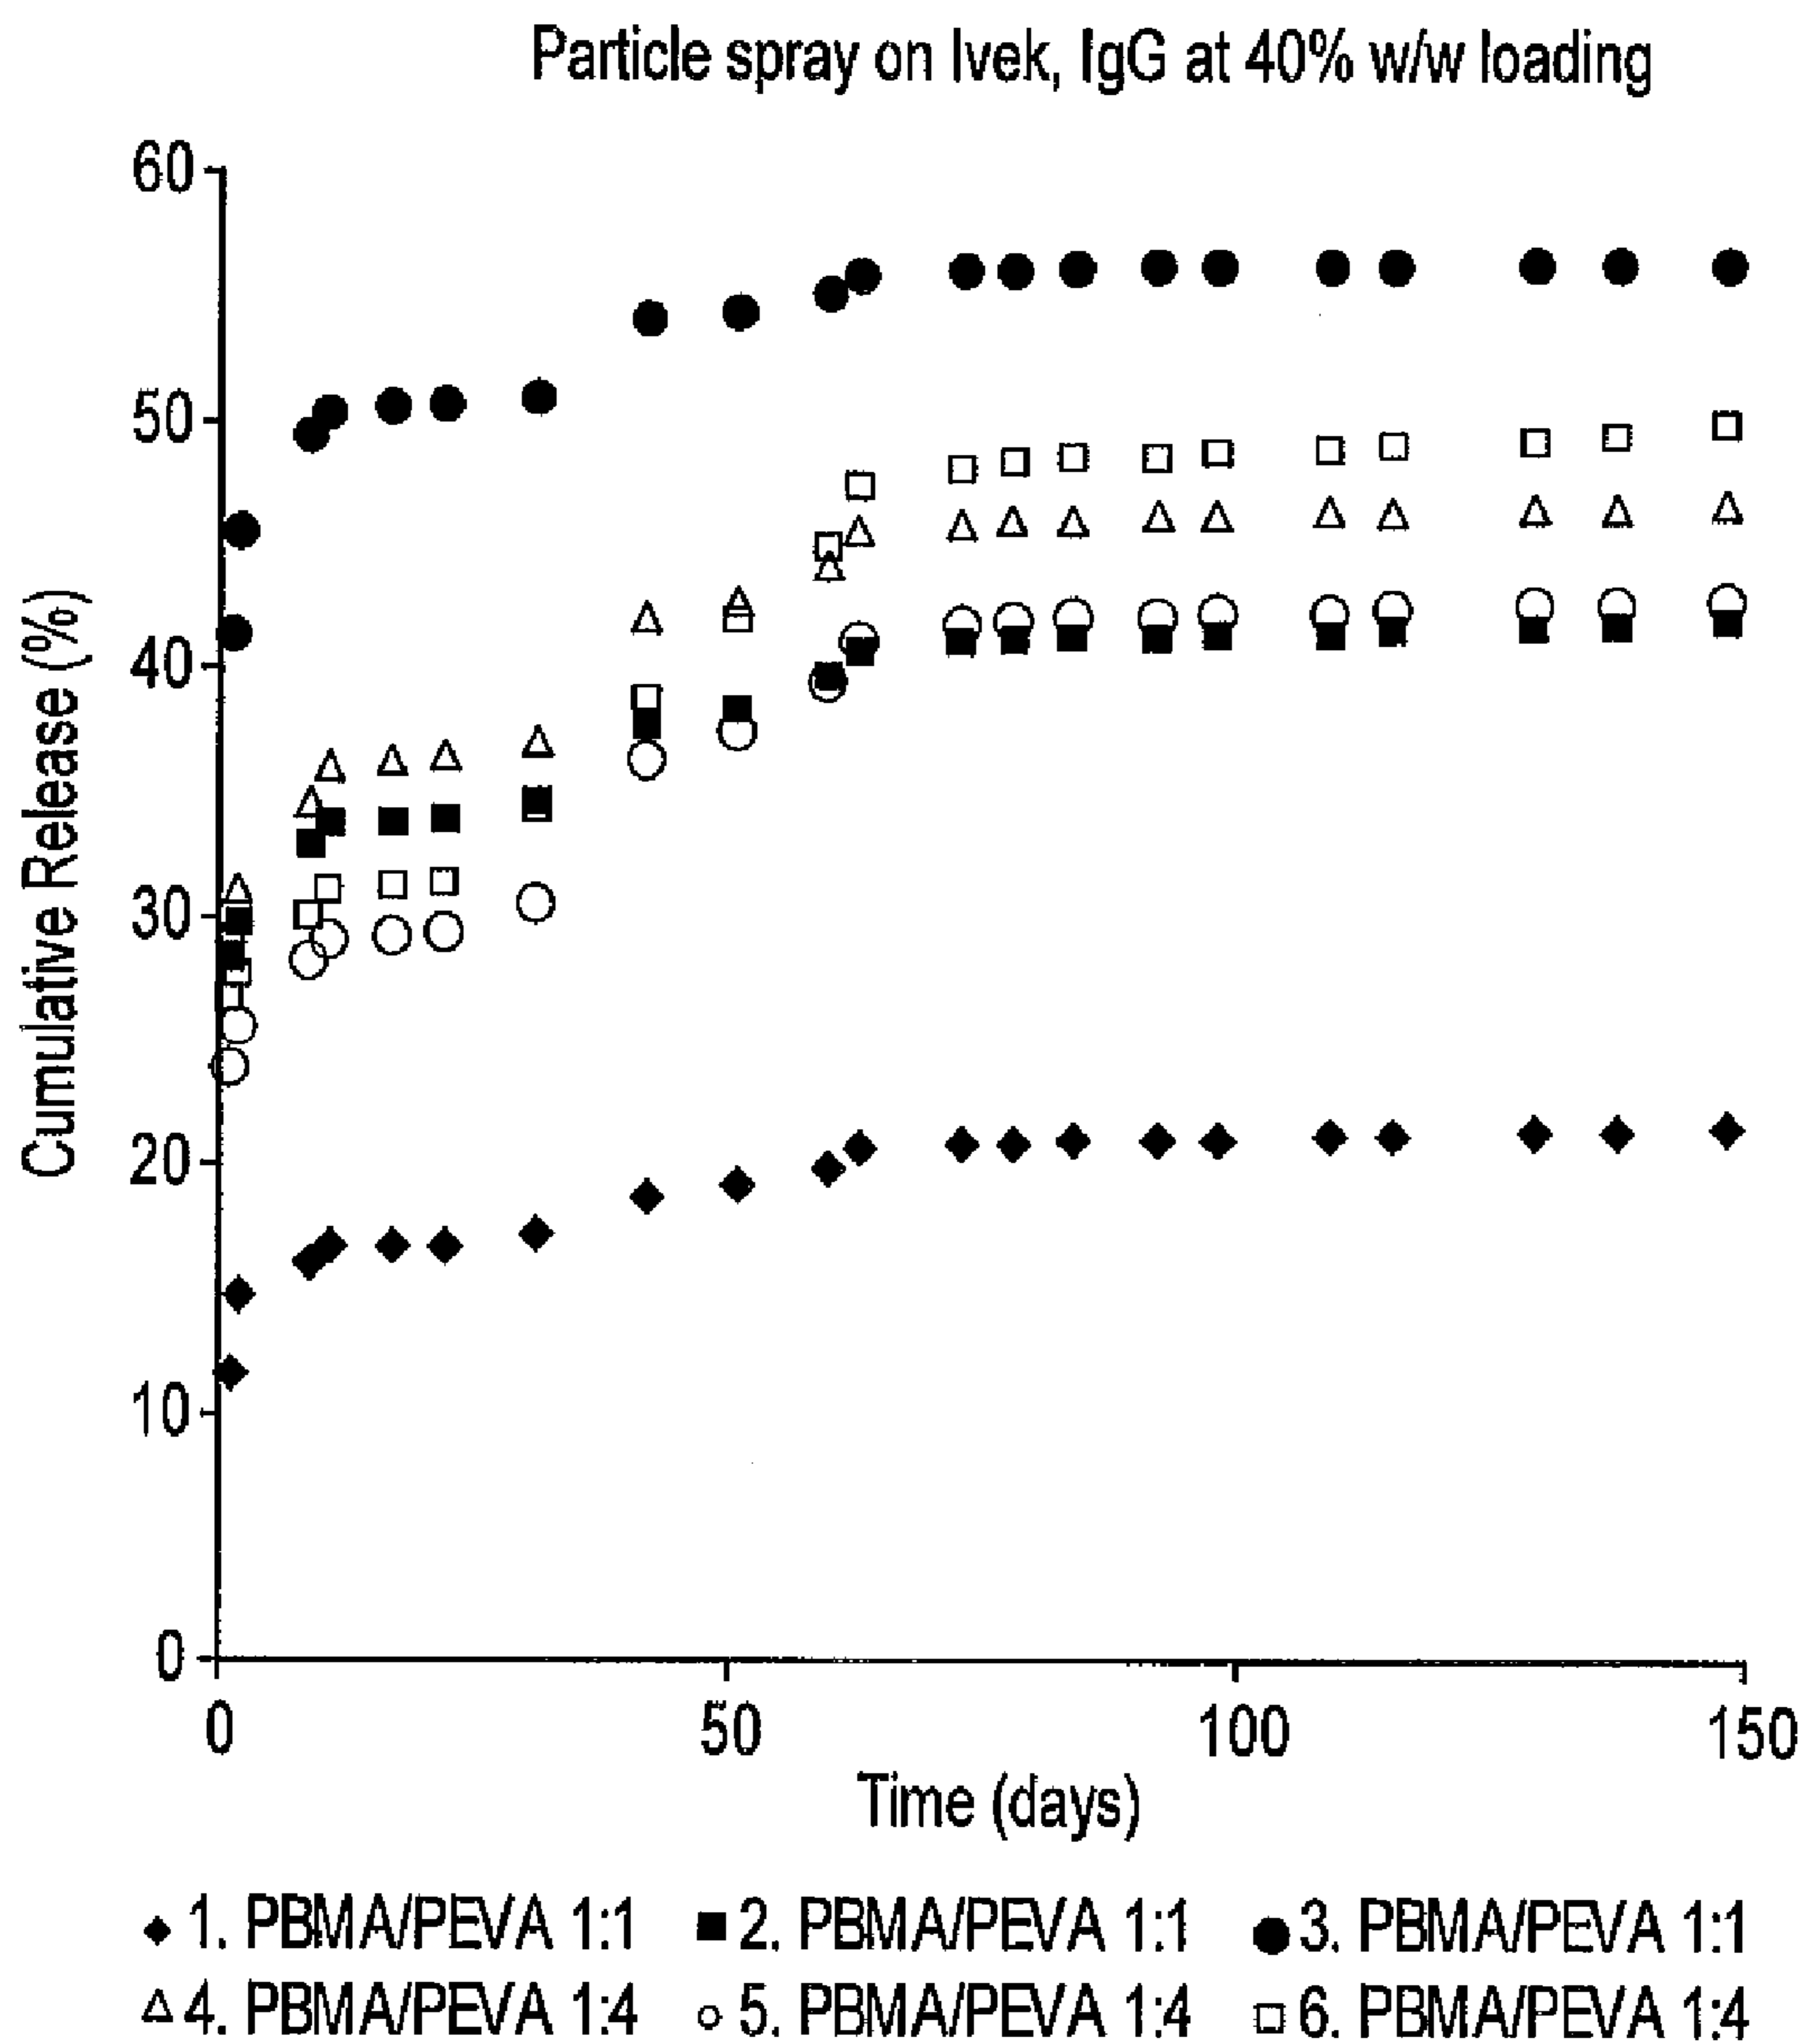 Particle spray on Ivek, IgG at 40% w/w loading
60
50
40
30
20
10
0
Cumulative Release (%)
0 50 100 150
Time (days)
◆ 1. PBMA/PEVA 1:1 ■ 2. PBMA/PEVA 1:1 ● 3. PBMA/PEVA 1:1
△ 4. PBMA/PEVA 1:4 ○ 5. PBMA/PEVA 1:4 □ 6. PBMA/PEVA 1:4